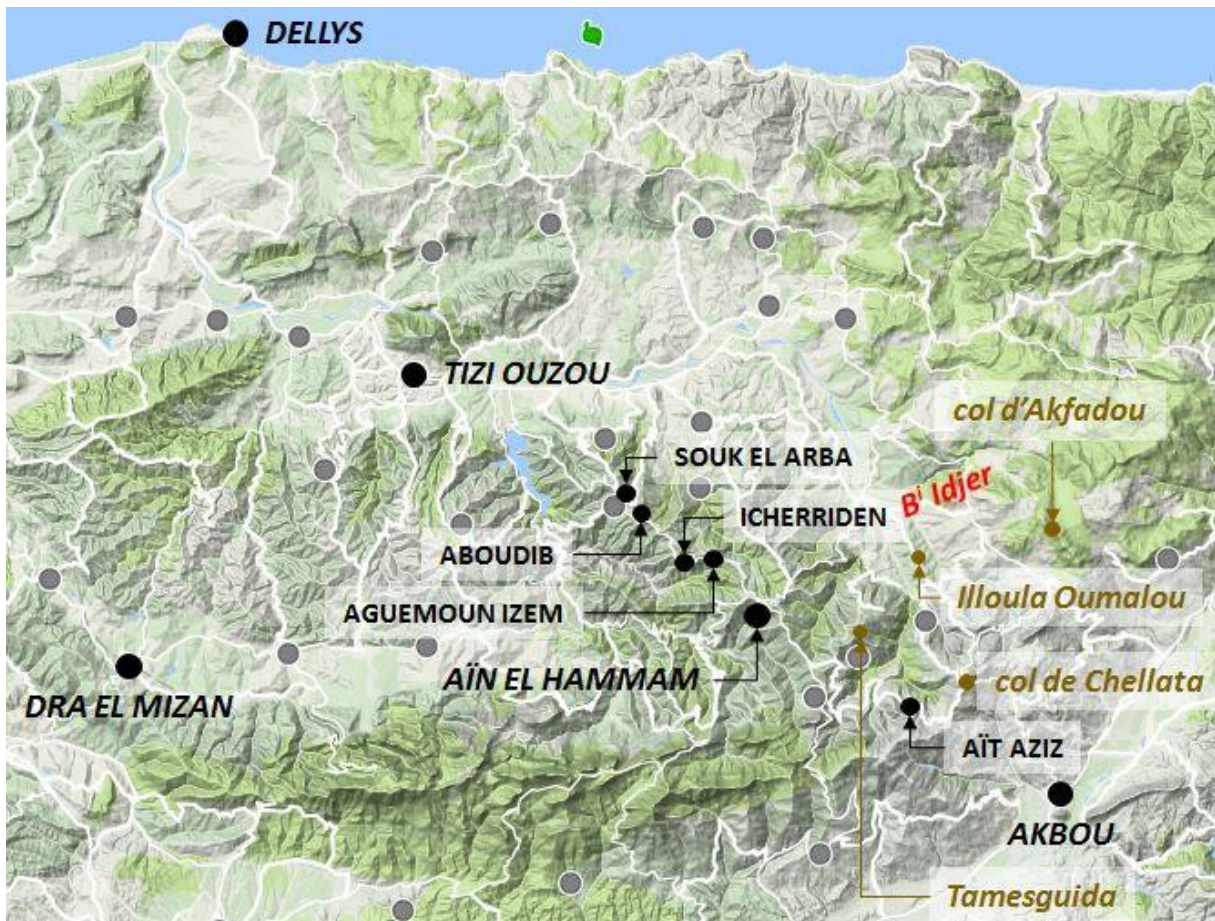 DELLYS
TIZI OUZOU
col d'Akfadou
SOUK EL ARBA
Bⁱ Idjer
ICHERRIDEN
ABOUDIB
Illoula Oumalou
AGUEMOUN IZEM
AÏN EL HAMMAM
col de Chellata
DRA EL MIZAN
AÏT AZIZ
AKBOU
Tamesguida